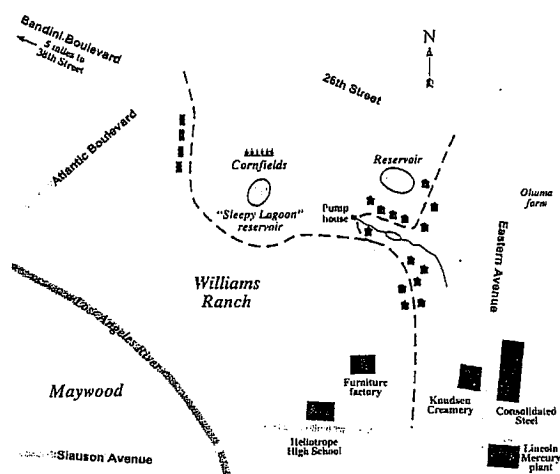 Bandini Boulevard
5 miles to
38th Street
N
26th Street
Atlantic Boulevard
Cornfields
Reservoir
"Sleepy Lagoon"
reservoir
Pump
house
Ohuma
farm
Eastern Avenue
Williams
Ranch
Los Angeles River
Maywood
Furniture
factory
Knudsen
Creamery
Consolidated
Steel
Heliotrope
High School
Slauson Avenue
Lincoln
Mercury
plant